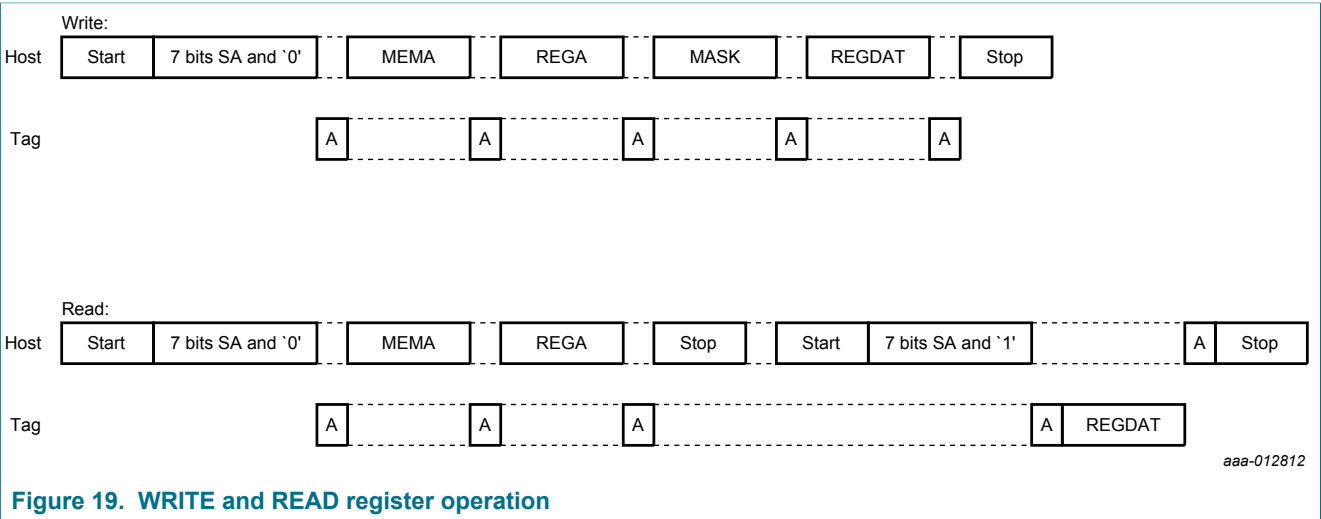 Write:
Host Start 7 bits SA and `0' MEMA REGA MASK REGDAT Stop
Tag A A A A A
Read:
Host Start 7 bits SA and `0' MEMA REGA Stop Start 7 bits SA and `1' A Stop
Tag A A A A REGDAT
aaa-012812
Figure 19. WRITE and READ register operation